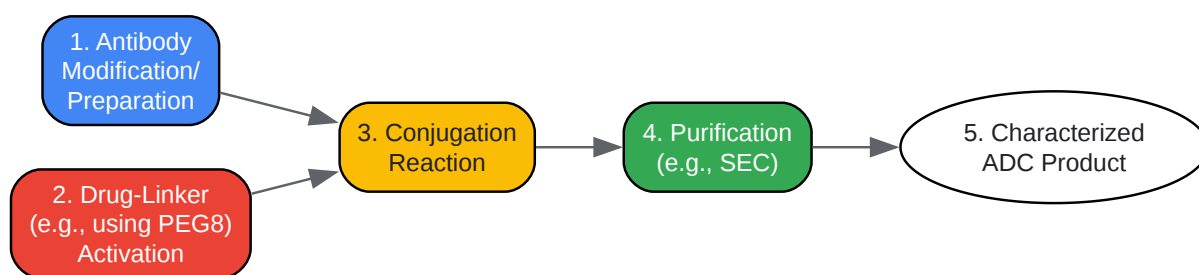 1. Antibody
Modification/
Preparation
2. Drug-Linker
(e.g., using PEG8)
Activation
3. Conjugation
Reaction
4. Purification
(e.g., SEC)
5. Characterized
ADC Product